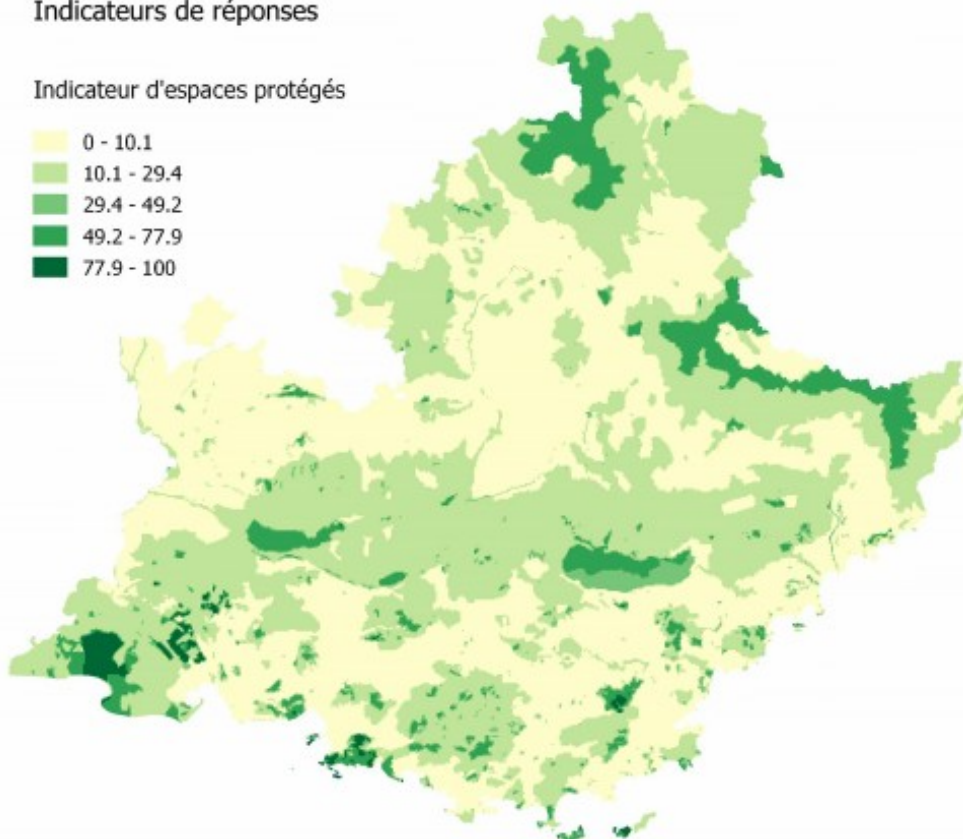 Indicateurs de réponses
Indicateur d'espaces protégés
0 - 10.1
10.1 - 29.4
29.4 - 49.2
49.2 - 77.9
77.9 - 100